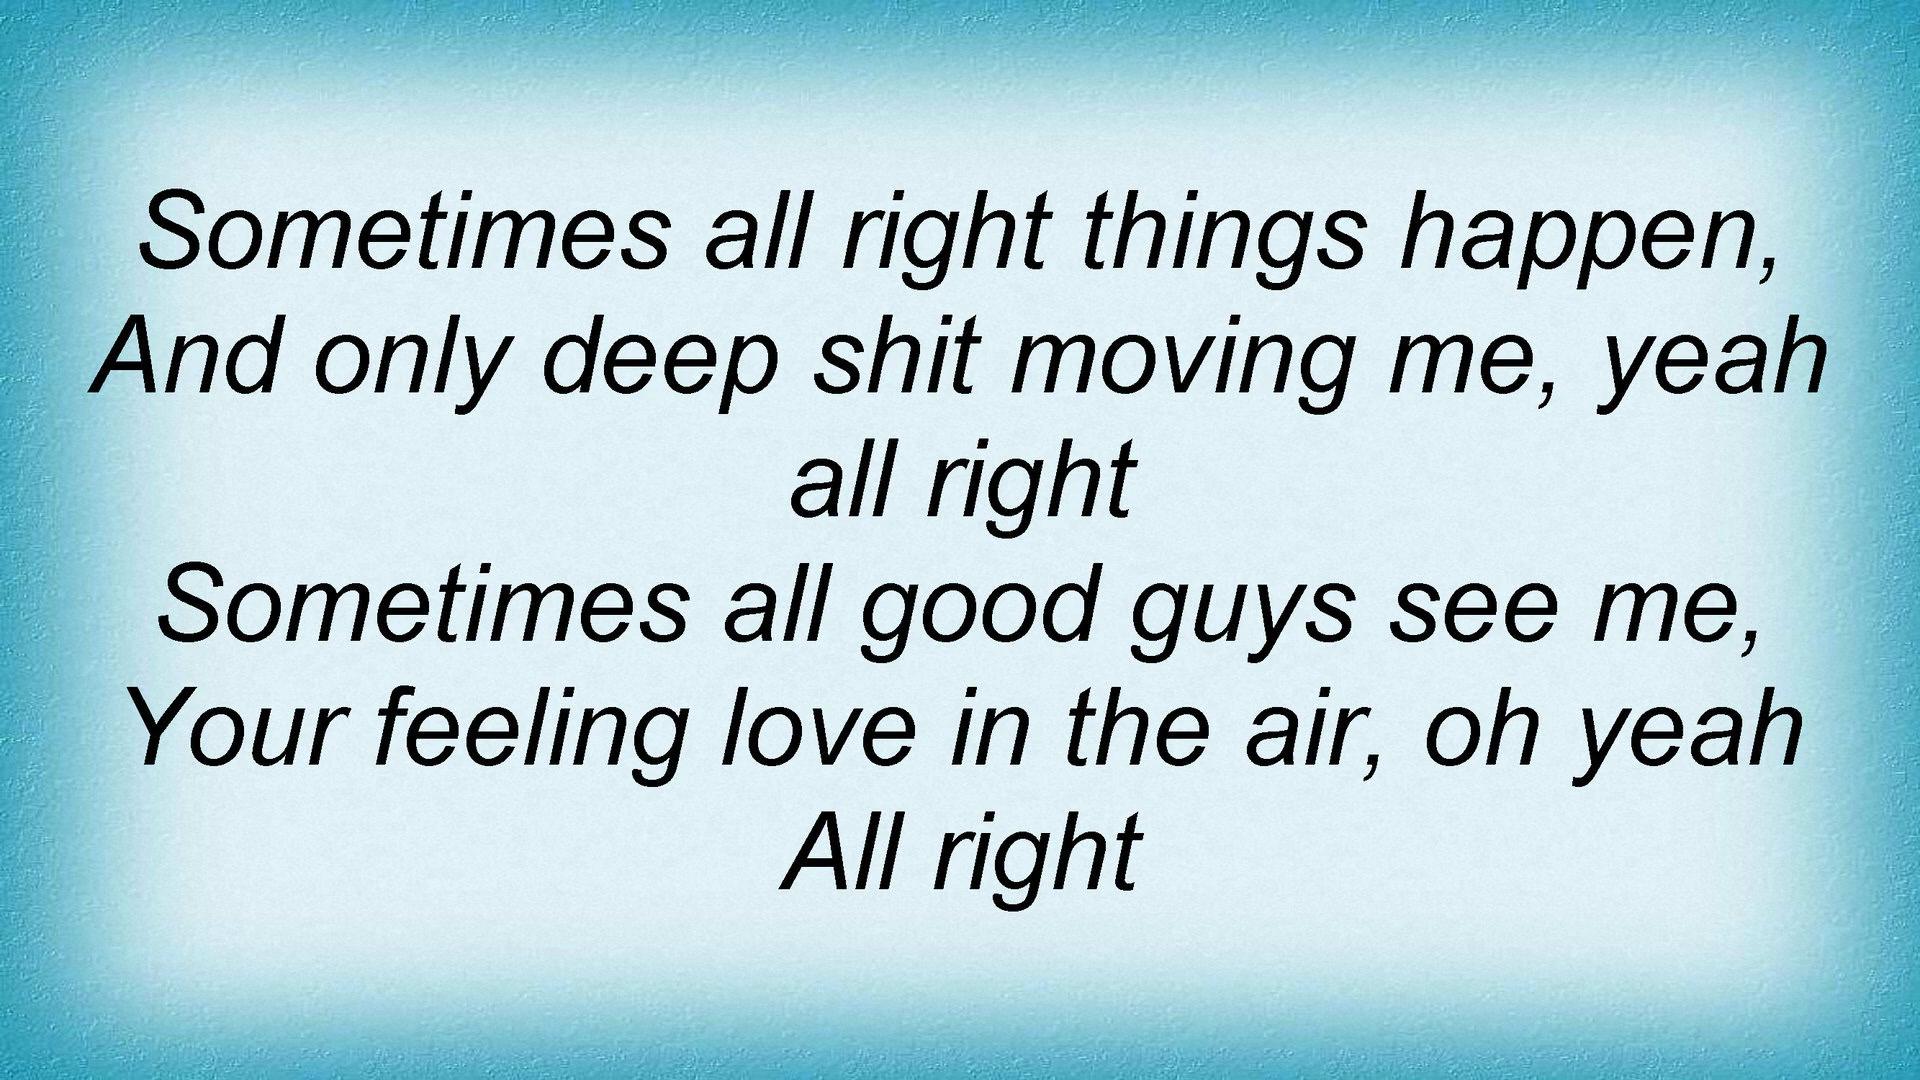 Sometimes all right things happen,
And only deep shit moving me, yeah
all right
Sometimes all good guys see me,
Your feeling love in the air, oh yeah
All right